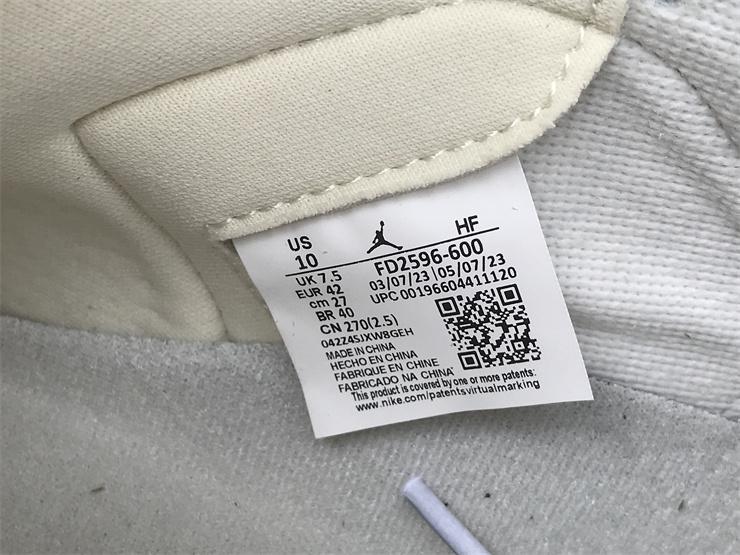 US HF
10 FD2596-600
UK 7.5 03/07/23 05/07/23
EUR 42 UPC 00196604411120
cm 27
BR 40
CN 270(2.5)
042Z4SJXW8GEH
MADE IN CHINA
HECHO EN CHINA
FABRIQUE EN CHINE
FABRICADO NA CHINA
This product is covered by one or more patents:
www.nike.com/patentsvirtualmarking